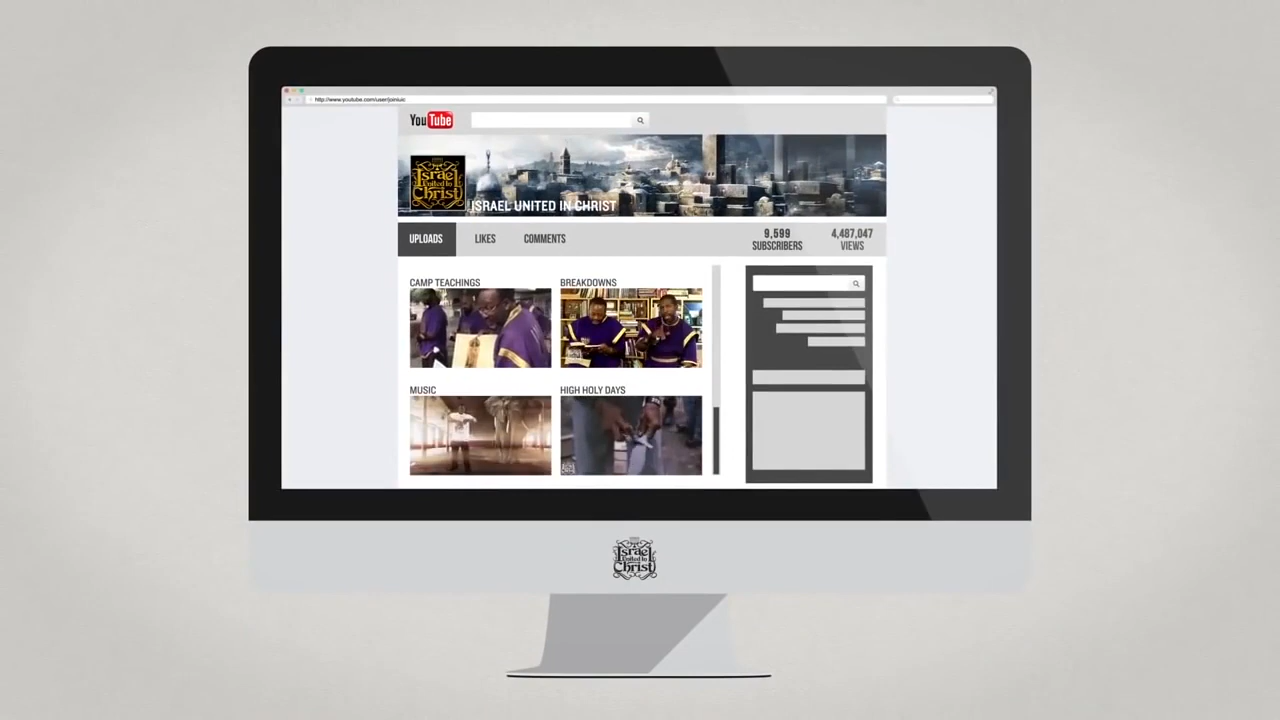 http://www.youtube.com/user/joiniuic
YouTube
Israel
United In
Christ
ISRAEL UNITED IN CHRIST
UPLOADS
LIKES
COMMENTS
9,599
SUBSCRIBERS
4,487,047
VIEWS
CAMP TEACHINGS
BREAKDOWNS
MUSIC
HIGH HOLY DAYS
Israel
United In
Christ